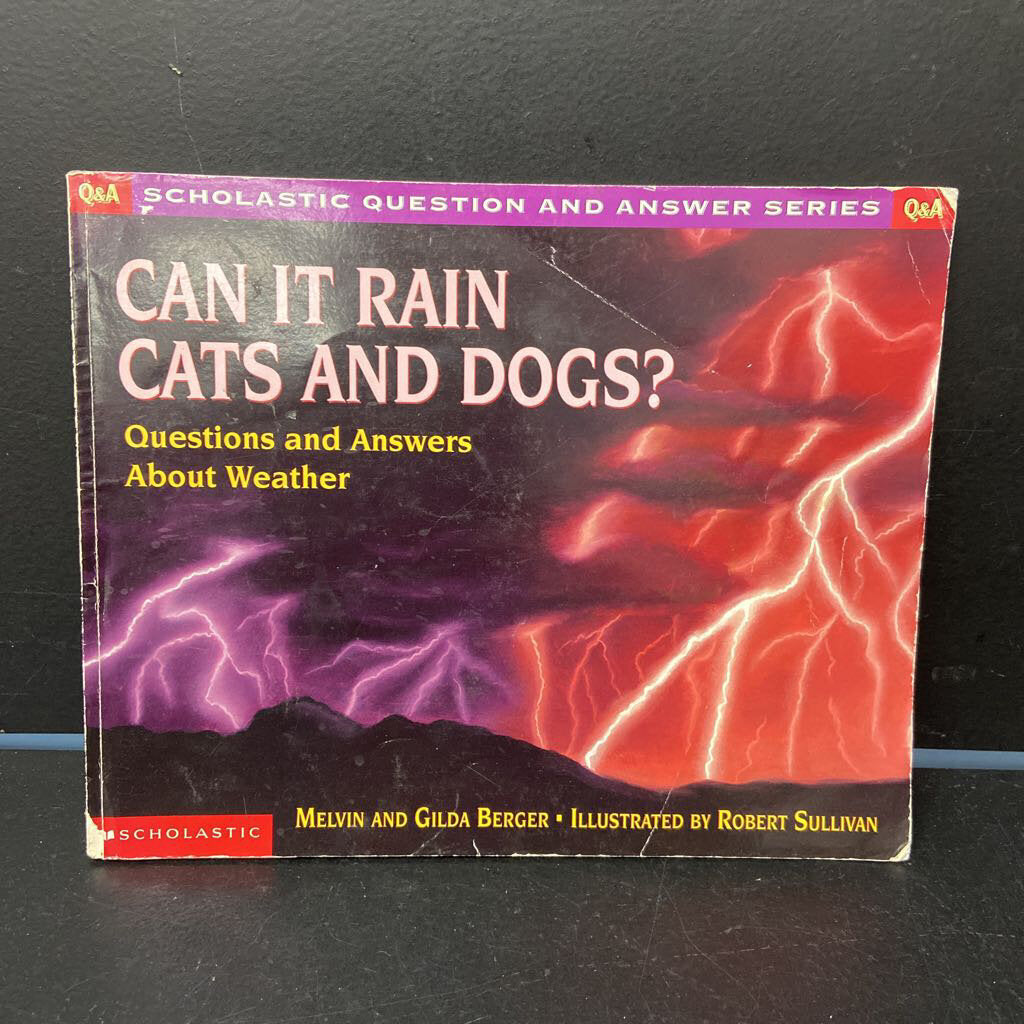 Q&A SCHOLASTIC QUESTION AND ANSWER SERIES Q&A
CAN IT RAIN
CATS AND DOGS?
Questions and Answers
About Weather
MELVIN AND GILDA BERGER ▪ ILLUSTRATED BY ROBERT SULLIVAN
SCHOLASTIC